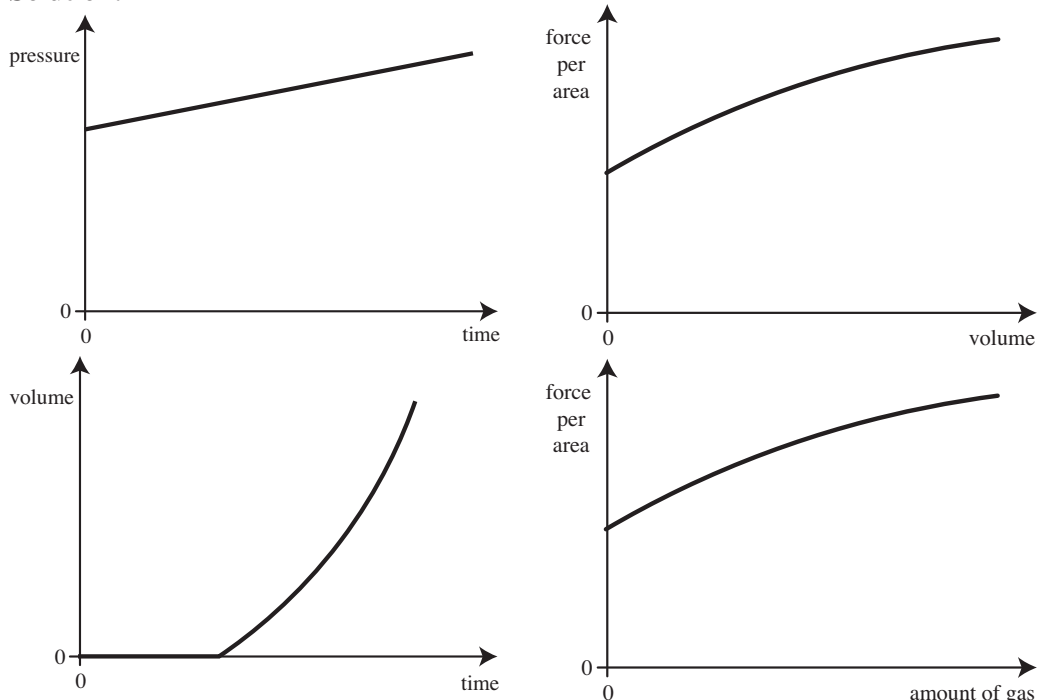 pressure
0
0
time
force
per
area
0
0
volume
volume
0
0
time
force
per
area
0
0
amount of gas